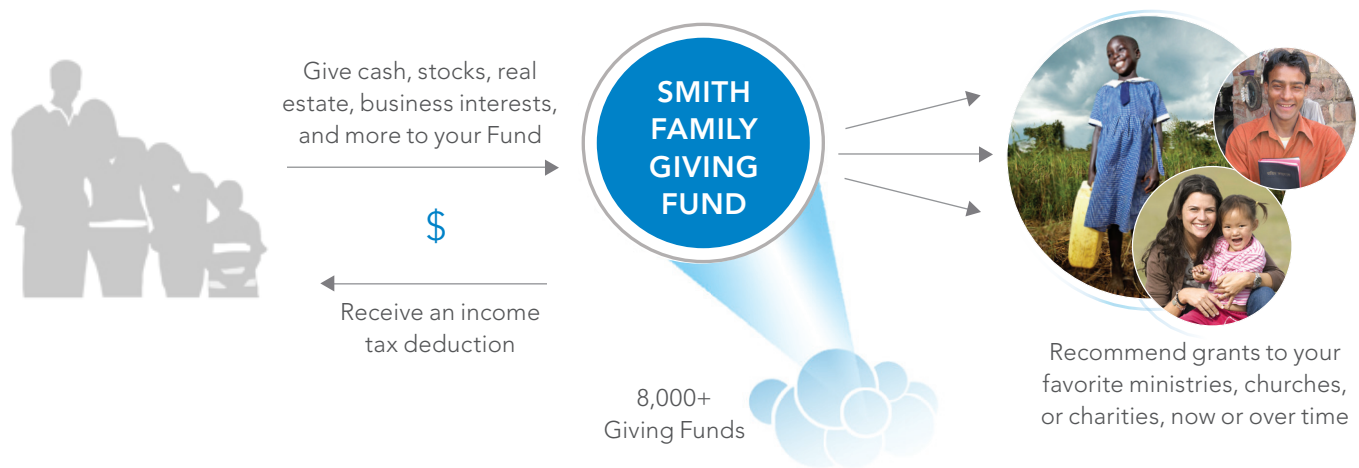 Give cash, stocks, real
estate, business interests,
and more to your Fund
$
Receive an income
tax deduction
SMITH
FAMILY
GIVING
FUND
8,000+
Giving Funds
Recommend grants to your
favorite ministries, churches,
or charities, now or over time